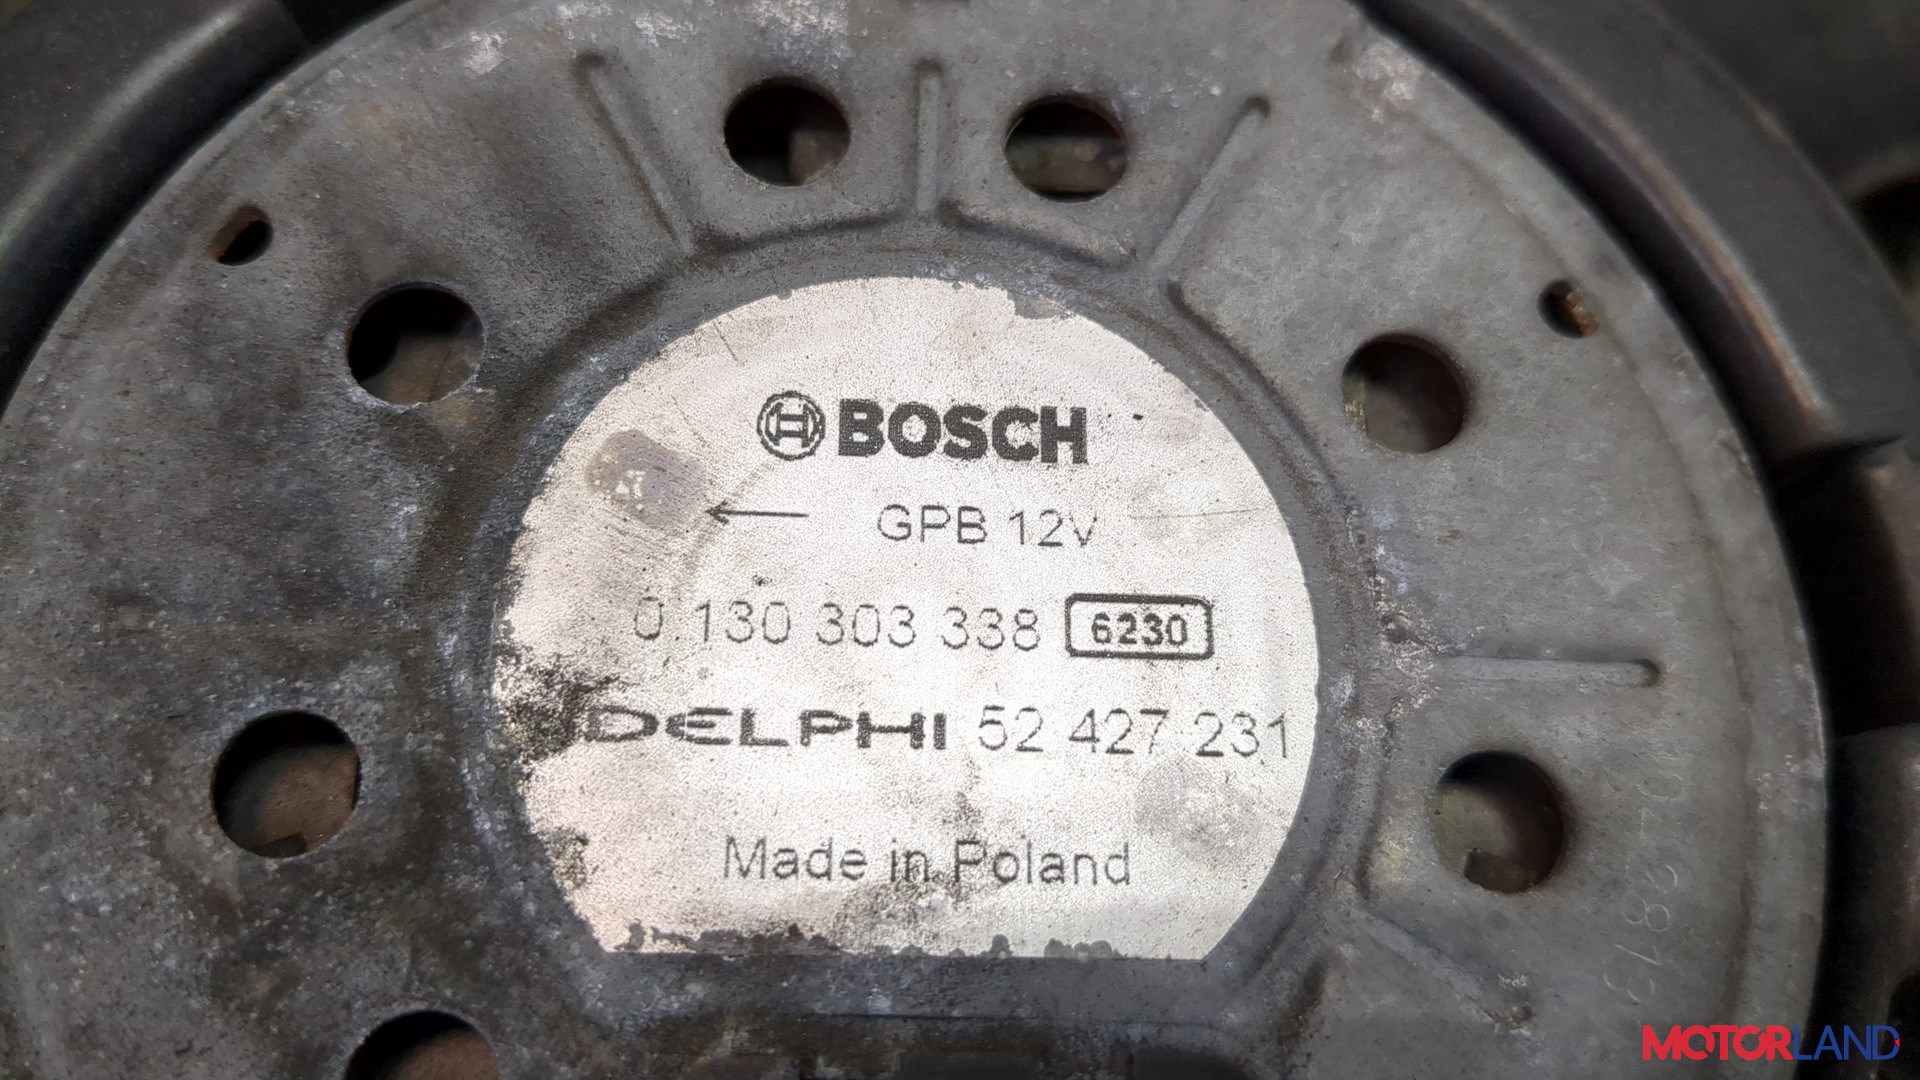 BOSCH
← GPB 12V
0 130 303 338 6230
DELPHI 52 427 231
Made in Poland
MOTORLAND